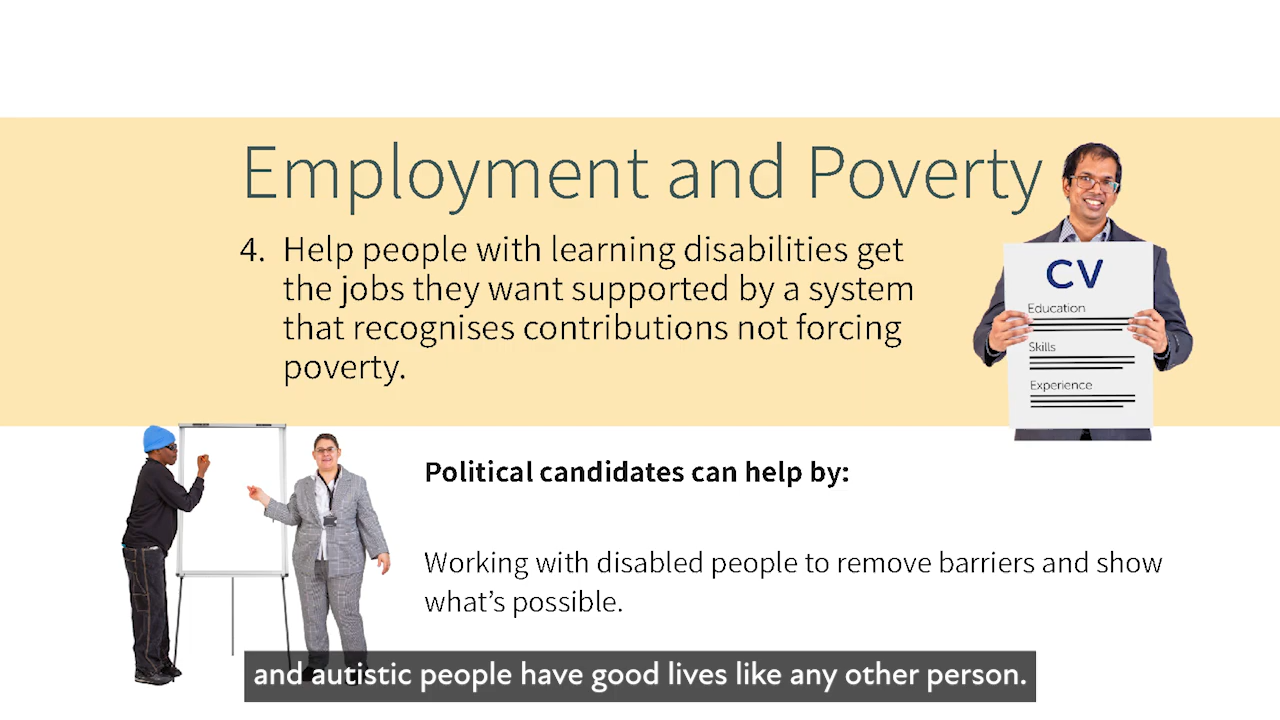 Employment and Poverty
4. Help people with learning disabilities get
the jobs they want supported by a system
that recognises contributions not forcing
poverty.
CV
Education
Skills
Experience
Political candidates can help by:
Working with disabled people to remove barriers and show
what's possible.
and autistic people have good lives like any other person.